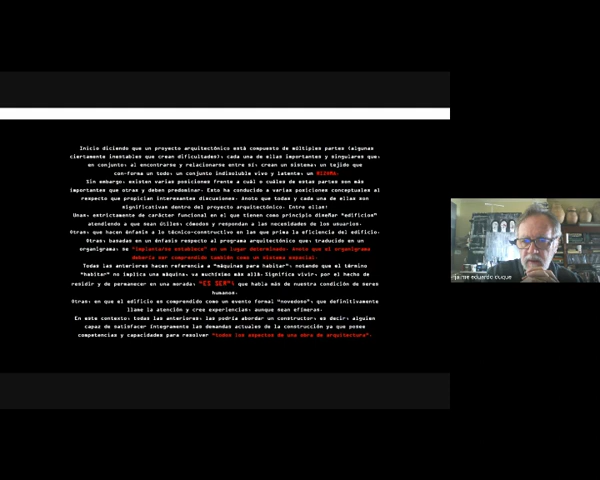 Inicio diciendo que un proyecto arquitectónico está compuesto de múltiples partes (algunas
ciertamente inestables que crean dificultades); cada una de ellas importantes y singulares que;
en conjunto; al encontrarse y relacionarse entre sí; crean un sistema; un tejido que
con-forma un todo; un conjunto indisoluble vivo y latente; un RIZOMA;
Sin embargo; existen varias posiciones frente a cuál o cuáles de estas partes son más
importantes que otras y deben predominar. Esto ha conducido a varias posiciones conceptuales al
respecto que propician interesantes discusiones; Anoto que todas y cada una de ellas son
significativas dentro del proyecto arquitectónico. Entre ellas;
Unas; estrictamente de carácter funcional en el que tienen como principio diseñar "edificios"
atendiendo a que sean útiles; cómodos y respondan a las necesidades de los usuarios.
Otras; hacen énfasis a lo técnico-constructivo en las que prima la eficiencia del edificio.
Otras; basadas en un énfasis respecto al programa arquitectónico que; traducido en un
organigrama; se "implanta/se establece" en un lugar determinado. Anoto que el organigrama
debería ser comprendido también como un sistema espacial;
Todas las anteriores hacen referencia a "máquinas para habitar"; notando que el término
"habitar" no implica una máquina; va mucho más allá. Significa vivir; por el hecho de
residir y de permanecer en una morada; "ES SER"; que habla más de nuestra condición de seres
humanos;
Otras; en que el edificio es comprendido como un evento formal "novedoso"; que definitivamente
llame la atención y cree experiencias; aunque sean efímeras.
En este contexto; todas las anteriores; las podría abordar un constructor; es decir; alguien
capaz de satisfacer íntegramente las demandas actuales de la construcción ya que posee
competencias y capacidades para resolver "todos los aspectos de una obra de arquitectura".
jaime eduardo duque